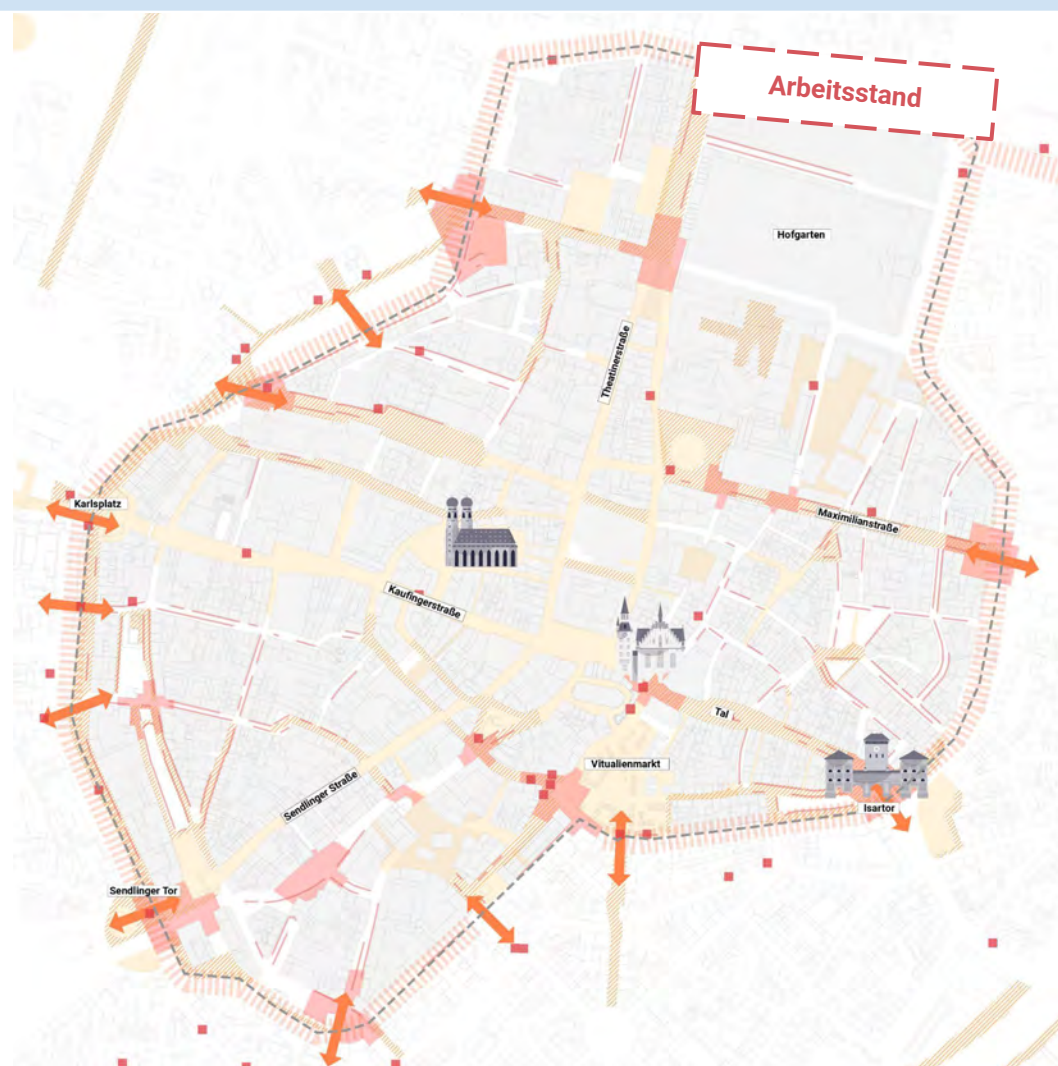 Arbeitsstand
Hofgarten
Theatinerstraße
Karlsplatz
Maximilianstraße
Kaufingerstraße
Tal
Vitualienmarkt
Sendlinger Straße
Isartor
Sendlinger Tor